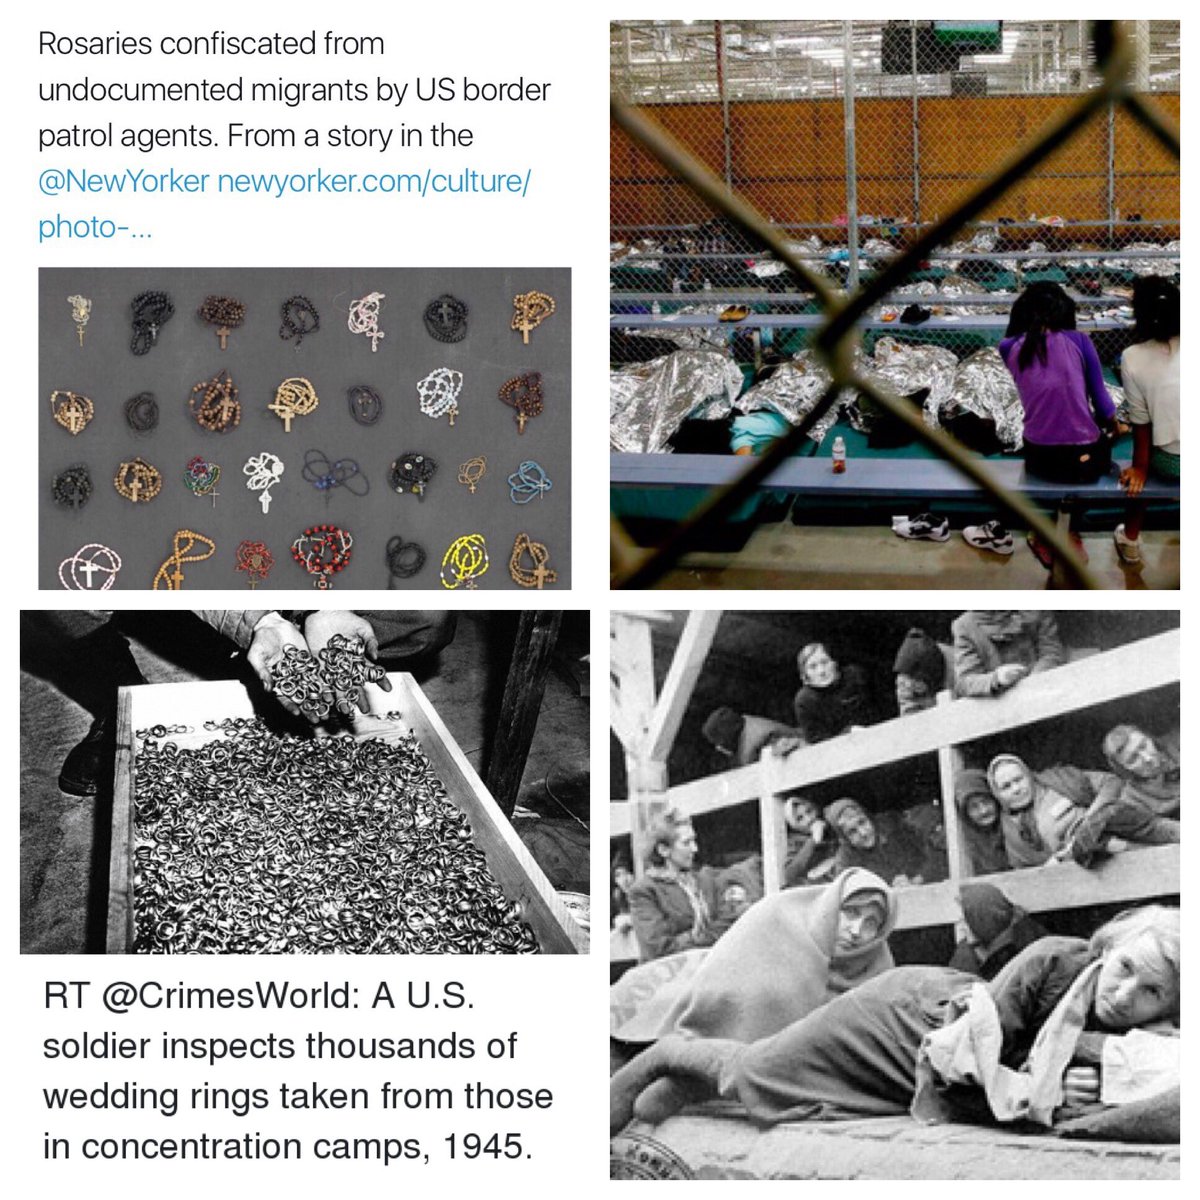 Rosaries confiscated from
undocumented migrants by US border
patrol agents. From a story in the
@NewYorker newyorker.com/culture/
photo-...
RT @CrimesWorld: A U.S.
soldier inspects thousands of
wedding rings taken from those
in concentration camps, 1945.